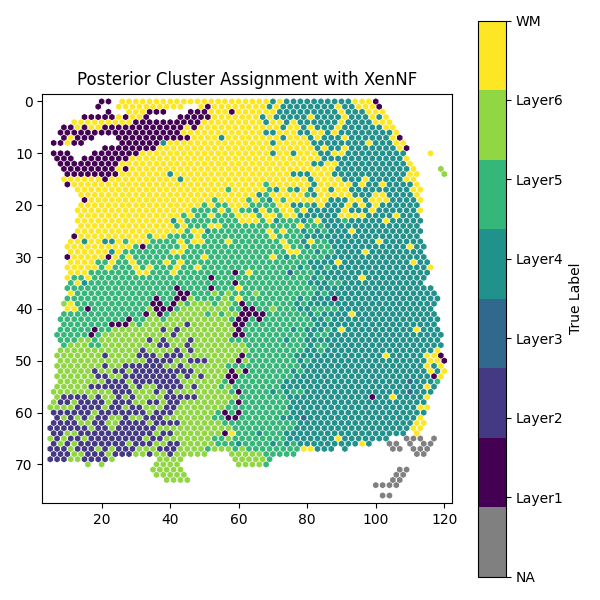 Posterior Cluster Assignment with XenNF
0
10
20
30
40
50
60
70
20
40
60
80
100
120
WM
Layer6
Layer5
Layer4
Layer3
Layer2
Layer1
NA
True Label